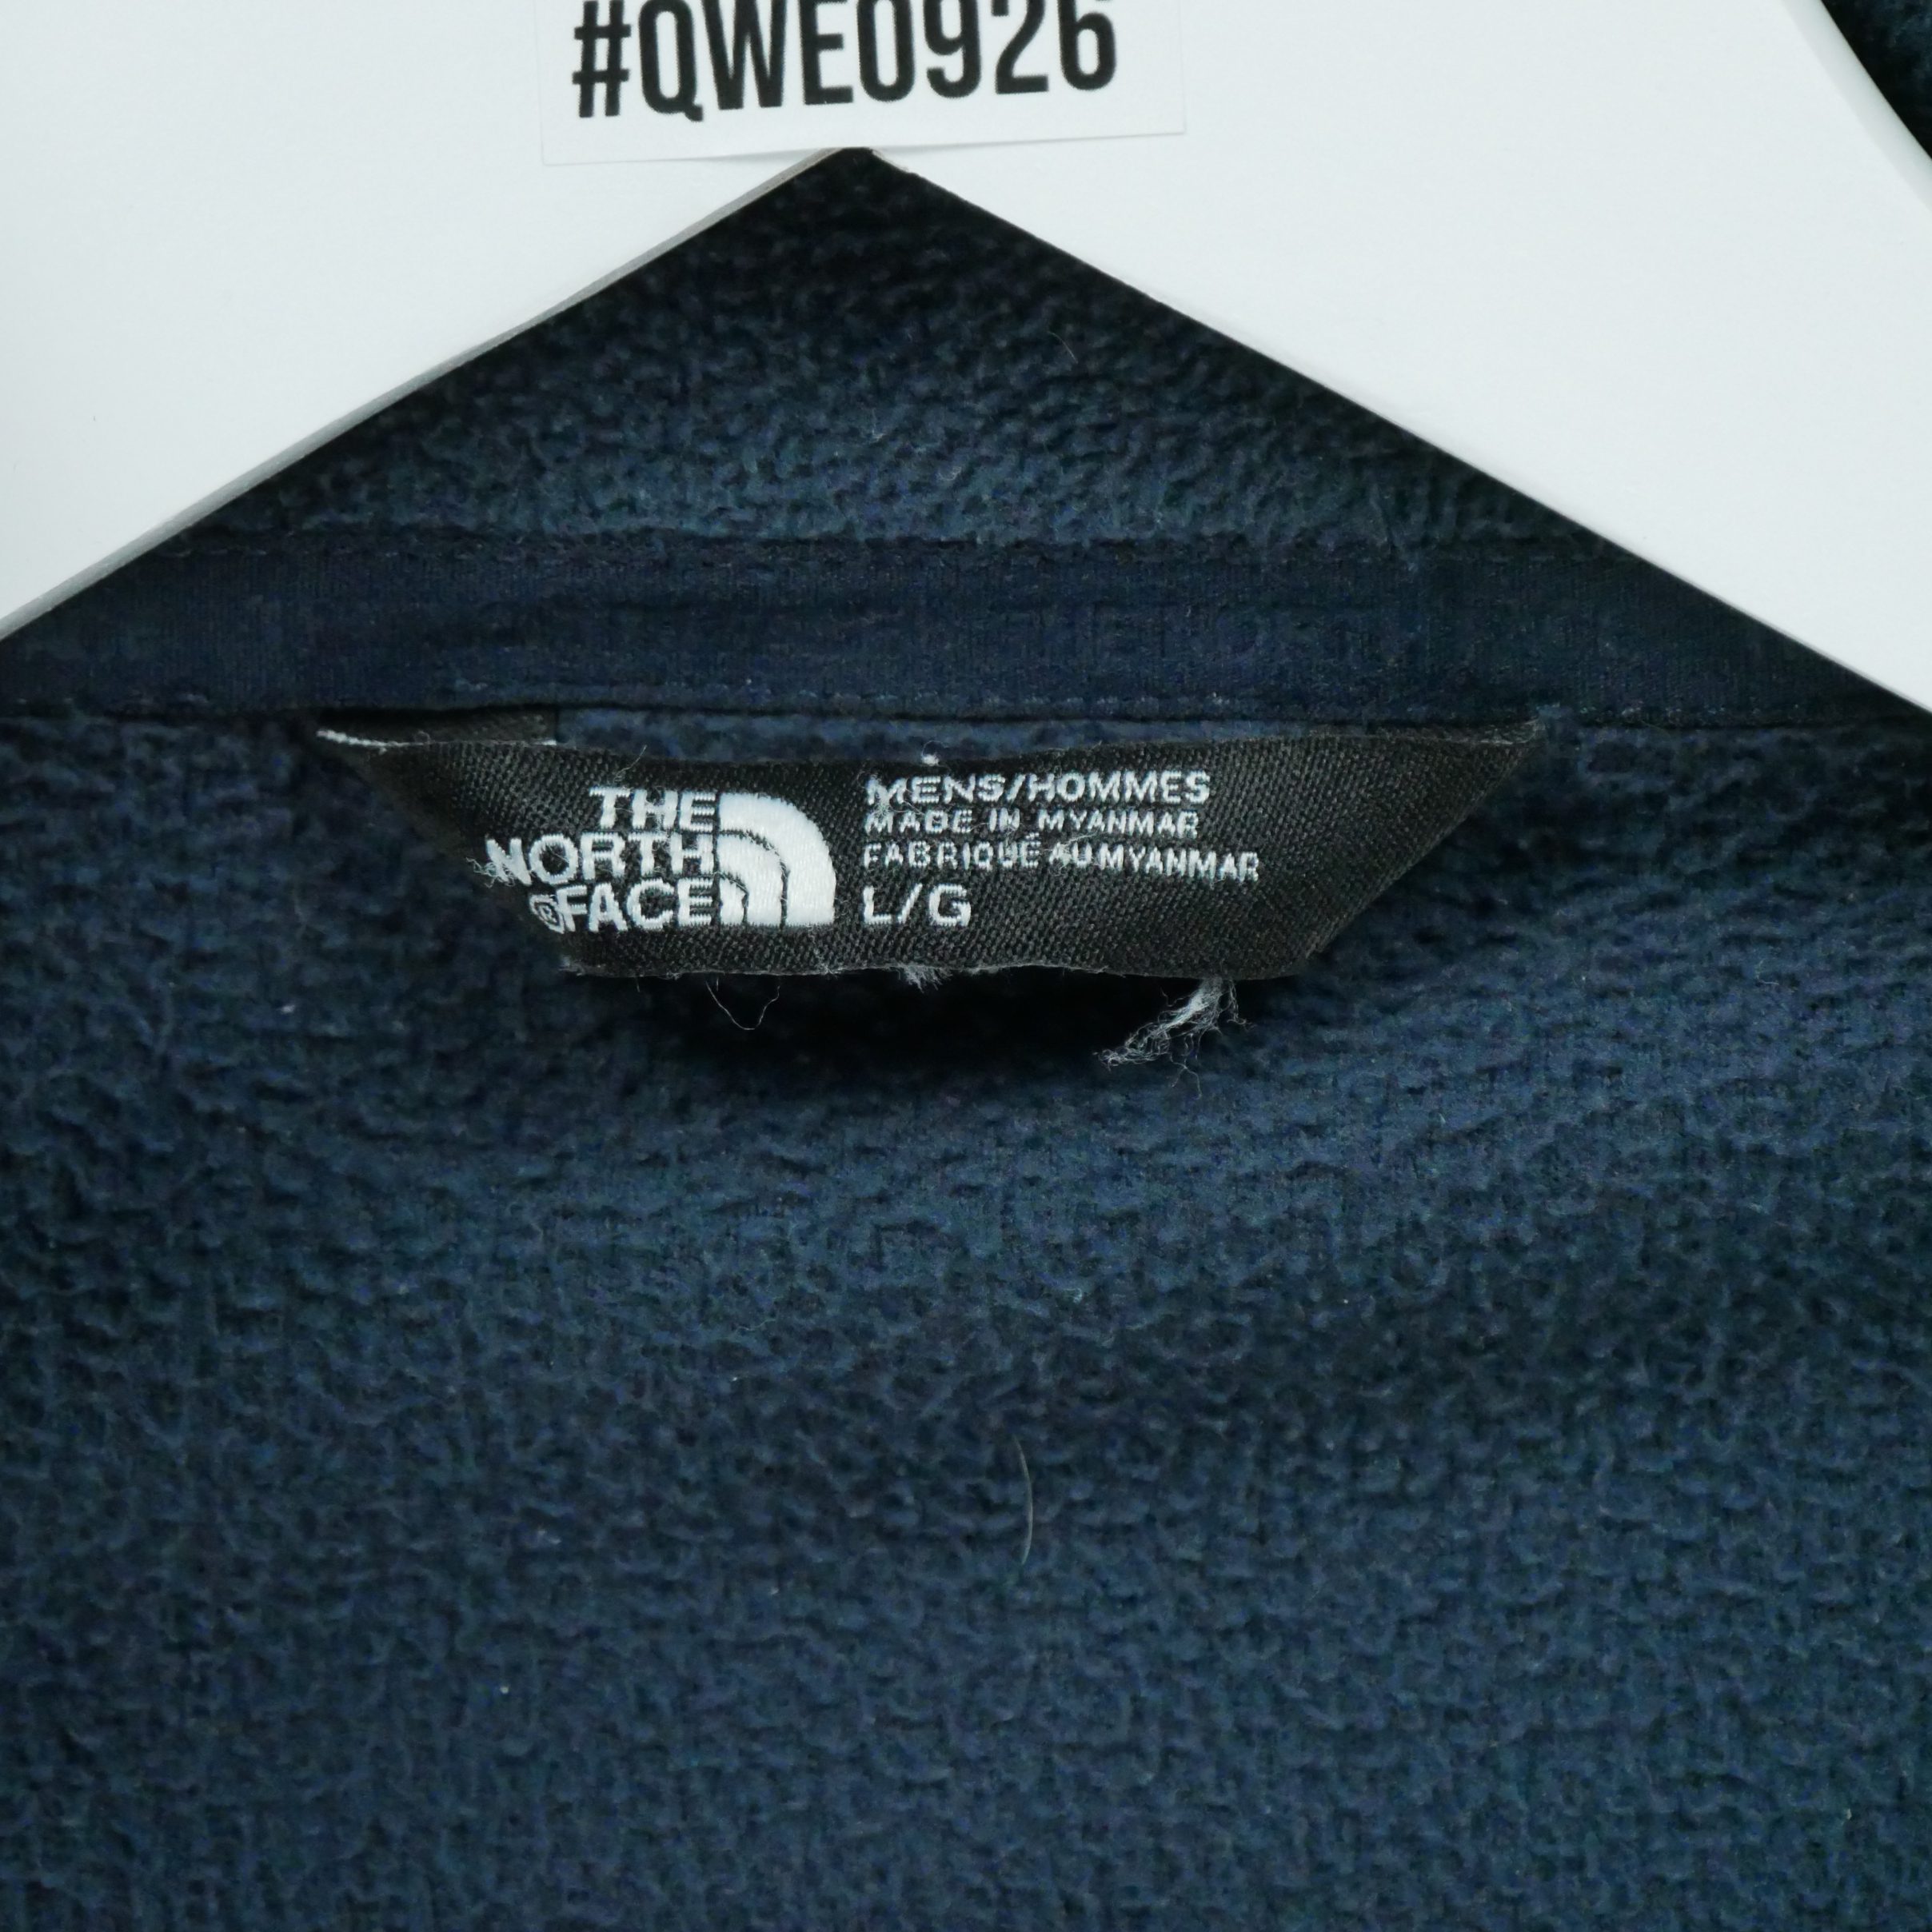 #QWE0926
THE
NORTH
®FACE
MENS/HOMMES
MADE IN MYANMAR
FABRIQUÉ AU MYANMAR
L/G